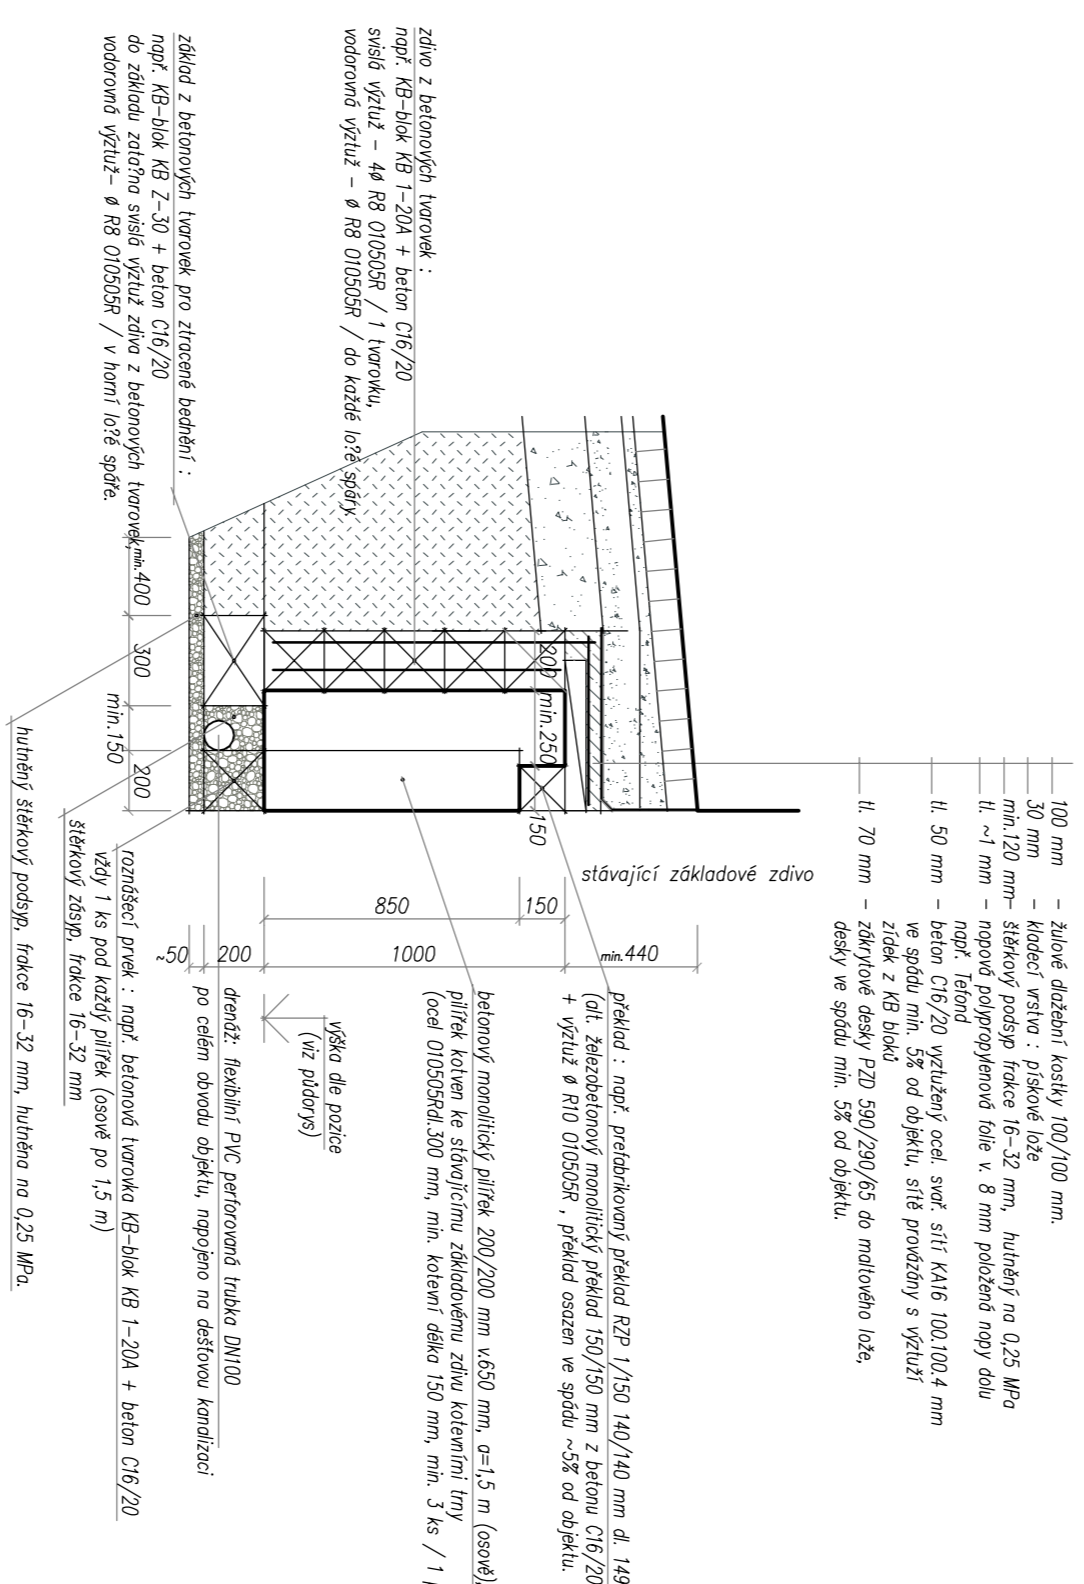 100 mm – žulové dlažební kostky 100/100 mm.
30 mm – kladecí vrstva : pískové lože
min.120 mm– štěrkový podsyp frakce 16–32 mm, hutněný na 0,25 MPa
tl. ~1 mm – nopová polypropylenová folie v. 8 mm položená nopy dolu
např. Tefond
tl. 50 mm – beton C16/20 vyztužený ocel. svař. sítí KA16 100.100.4 mm
ve spádu min. 5% od objektu, sítě provázány s výztuží
zídek z KB bloků
tl. 70 mm – zákrytové desky PZD 590/290/65 do maltového lože,
desky ve spádu min. 5% od objektu.
stávající základové zdivo
zdivo z betonových tvarovek :
např. KB–blok KB 1–20A + beton C16/20
svislá výztuž – 4ø R8 010505R / 1 tvarovku,
vodorovná výztuž – ø R8 010505R / do každé lo?é spáry.
základ z betonových tvarovek pro ztracené bednění :
např. KB–blok KB Z–30 + beton C16/20
do základu zata?na svislá výztuž zdiva z betonových tvarovek,
vodorovná výztuž– ø R8 010505R / v horní lo?é spáře.
min.400
300
min.150
200
200
min.250
150
850
150
~50
200
1000
min.440
překlad : např. prefabrikovaný překlad RZP 1/150 140/140 mm dl. 149
(alt. železobetonový monolitický překlad 150/150 mm z betonu C16/20
+ výztuž ø R10 010505R , překlad osazen ve spádu ~5% od objektu.
betonový monolitický pilířek 200/200 mm v.650 mm, a=1,5 m (osově),
pilířek kotven ke stávajícímu základovému zdivu kotevními trny
(ocel 010505Rdl.300 mm, min. kotevní délka 150 mm, min. 3 ks / 1
výška dle pozice
(viz půdorys)
drenáž: flexibilní PVC perforovaná trubka DN100
po celém obvodu objektu, napojeno na dešťovou kanalizaci
roznášecí prvek : např. betonová tvarovka KB–blok KB 1–20A + beton C16/20
vždy 1 ks pod každý pilířek (osově po 1,5 m)
štěrkový zásyp, frakce 16–32 mm
hutněný štěrkový podsyp, frakce 16–32 mm, hutněna na 0,25 MPa.